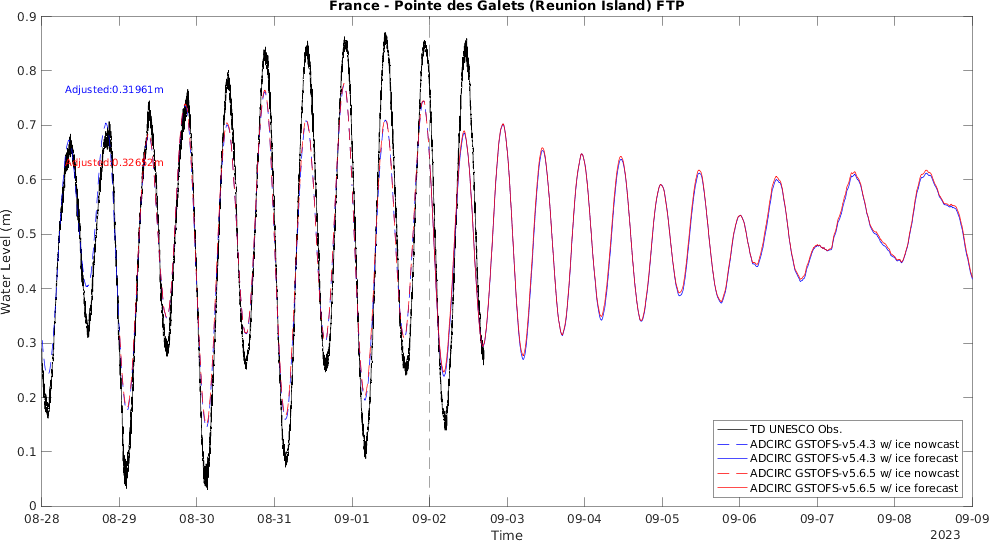 France - Pointe des Galets (Reunion Island) FTP
0.9
0.8
0.7
0.6
0.5
0.4
0.3
0.2
0.1
0
Water Level (m)
Adjusted:0.31961m
Adjusted:0.32652m
TD UNESCO Obs.
ADCIRC GSTOFS-v5.4.3 w/ ice nowcast
ADCIRC GSTOFS-v5.4.3 w/ ice forecast
ADCIRC GSTOFS-v5.6.5 w/ ice nowcast
ADCIRC GSTOFS-v5.6.5 w/ ice forecast
08-28 08-29 08-30 08-31 09-01 09-02 09-03 09-04 09-05 09-06 09-07 09-08 09-09
Time
2023